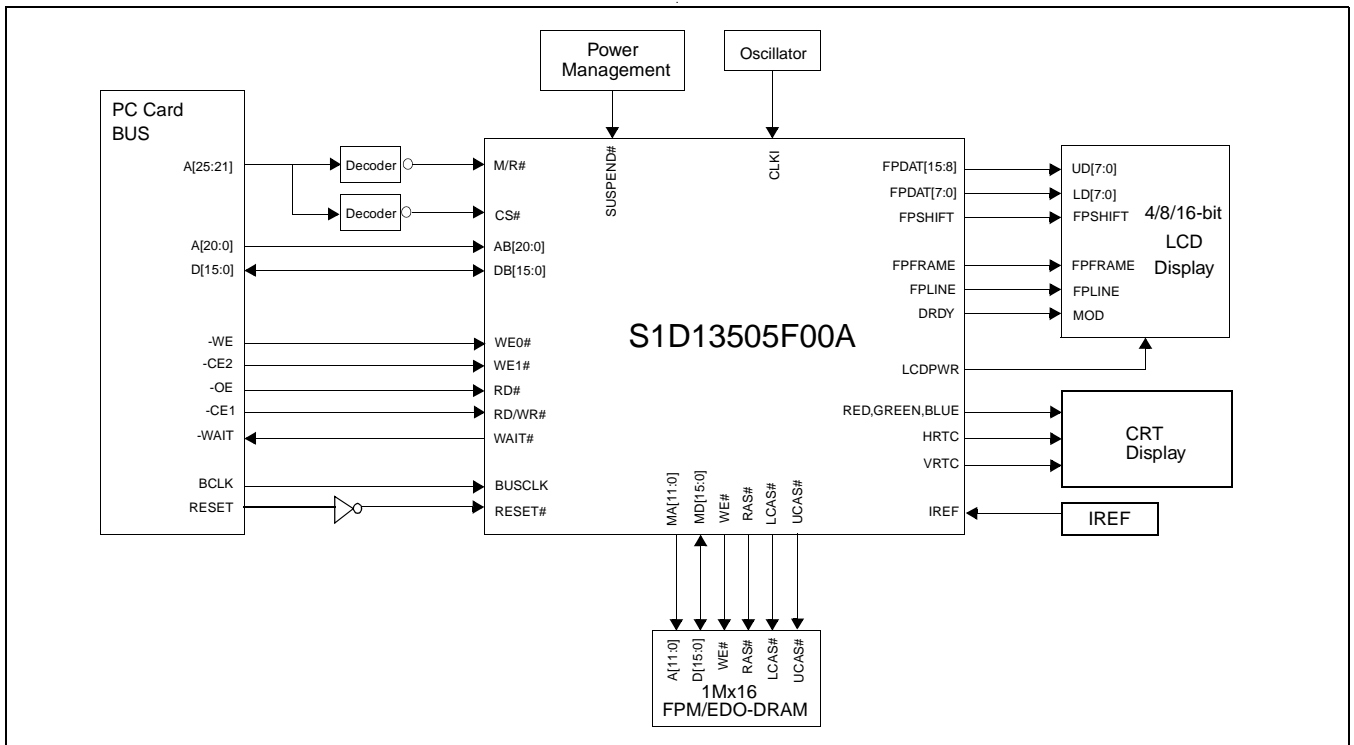 Power
Management
Oscillator
PC Card
BUS
A[25:21]
Decoder
M/R#
SUSPEND#
CLKI
FPDAT[15:8]
UD[7:0]
FPDAT[7:0]
LD[7:0]
Decoder
CS#
FPSHIFT
FPSHIFT
4/8/16-bit
LCD
Display
A[20:0]
AB[20:0]
D[15:0]
DB[15:0]
FPFRAME
FPFRAME
FPLINE
FPLINE
DRDY
MOD
S1D13505F00A
-WE
WE0#
-CE2
WE1#
-OE
RD#
-CE1
RD/WR#
-WAIT
WAIT#
LCDPWR
RED,GREEN,BLUE
HRTC
VRTC
CRT
Display
BCLK
BUSCLK
RESET
RESET#
MA[11:0]
MD[15:0]
WE#
RAS#
LCAS#
UCAS#
IREF
IREF
A[11:0]
D[15:0]
WE#
RAS#
LCAS#
UCAS#
1Mx16
FPM/EDO-DRAM